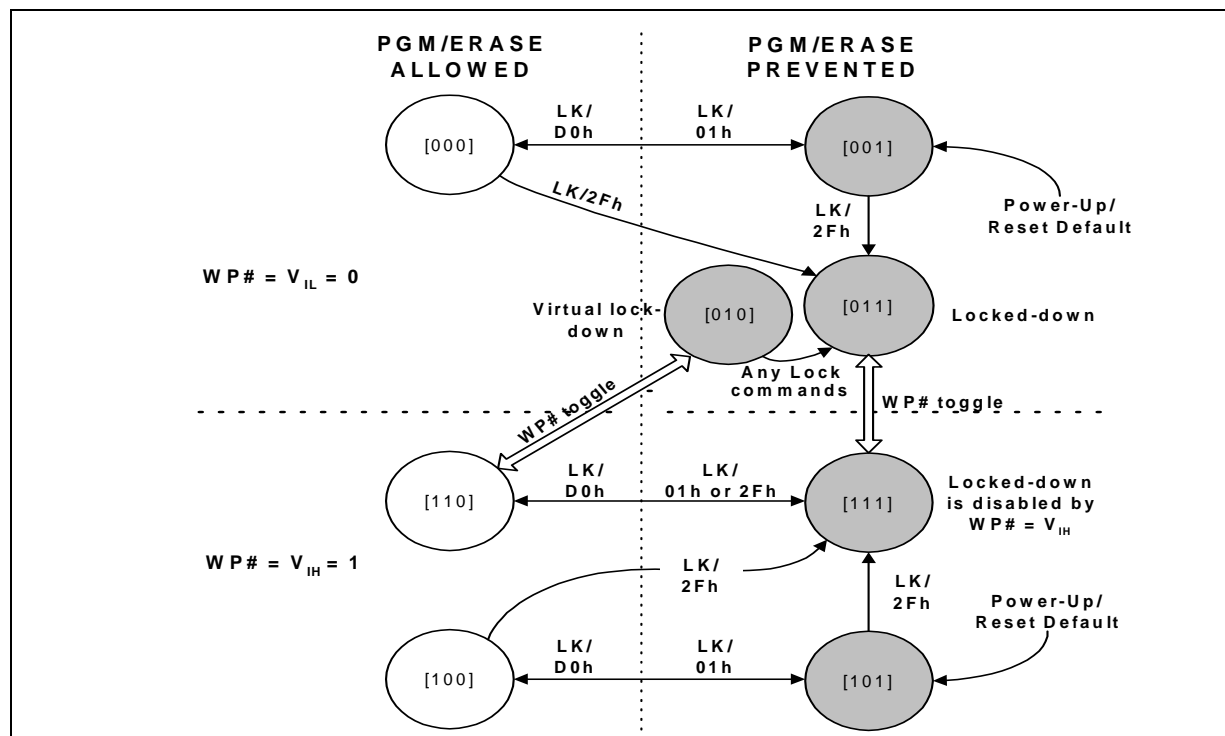 PGM/ERASE
ALLOWED
PGM/ERASE
PREVENTED
LK/
D0h
LK/
01h
[000]
[001]
LK/2Fh
LK/
2Fh
Power-Up/
Reset Default
WP# = VIL = 0
Virtual lock-
down
[010]
[011]
Locked-down
Any Lock
commands
WP# toggle
WP# toggle
LK/
D0h
LK/
01h or 2Fh
[110]
[111]
Locked-down
is disabled by
WP# = VIH
WP# = VIH = 1
LK/
2Fh
LK/
2Fh
Power-Up/
Reset Default
LK/
D0h
LK/
01h
[100]
[101]